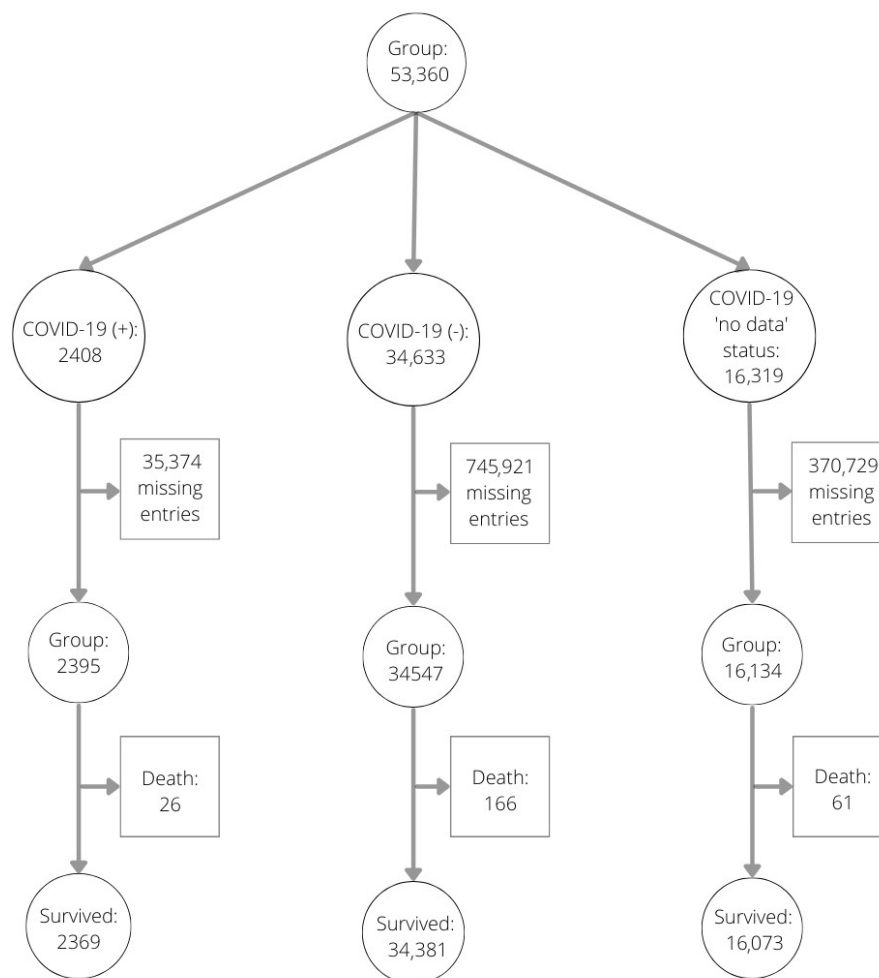 Group:
53,360
COVID-19 (+):
2408
COVID-19 (-):
34,633
COVID-19
'no data'
status:
16,319
35,374
missing
entries
745,921
missing
entries
370,729
missing
entries
Group:
2395
Group:
34547
Group:
16,134
Death:
26
Death:
166
Death:
61
Survived:
2369
Survived:
34,381
Survived:
16,073